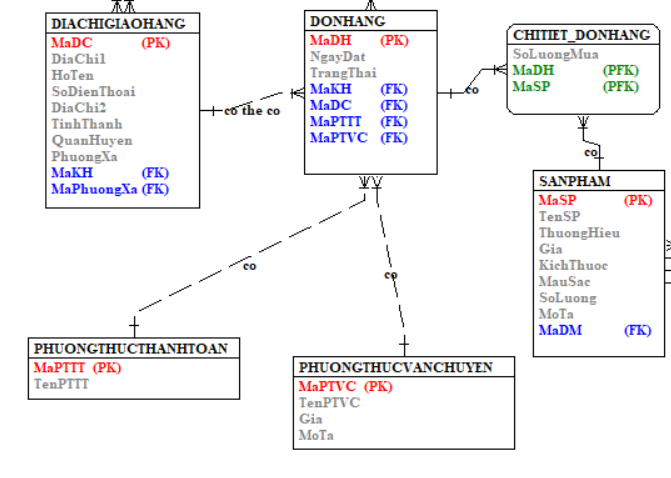 DIACHIGIAOHANG
MaDC (PK)
DiaChi1
HoTen
SoDienThoai
DiaChi2
TinhThanh
QuanHuyen
PhuongXa
MaKH (FK)
MaPhuongXa (FK)
co the co
DONHANG
MaDH (PK)
NgayDat
TrangThai
MaKH (FK)
MaDC (FK)
MaPTTT (FK)
MaPTVC (FK)
co
CHITIET_DONHANG
SoLuongMua
MaDH (PFK)
MaSP (PFK)
co
SANPHAM
MaSP (PK)
TenSP
ThuongHieu
Gia
KichThuoc
MauSac
SoLuong
MoTa
MaDM (FK)
co
co
PHUONGTHUCTHANHTOAN
MaPTTT (PK)
TenPTTT
PHUONGTHUCVANCHUYEN
MaPTVC (PK)
TenPTVC
Gia
MoTa